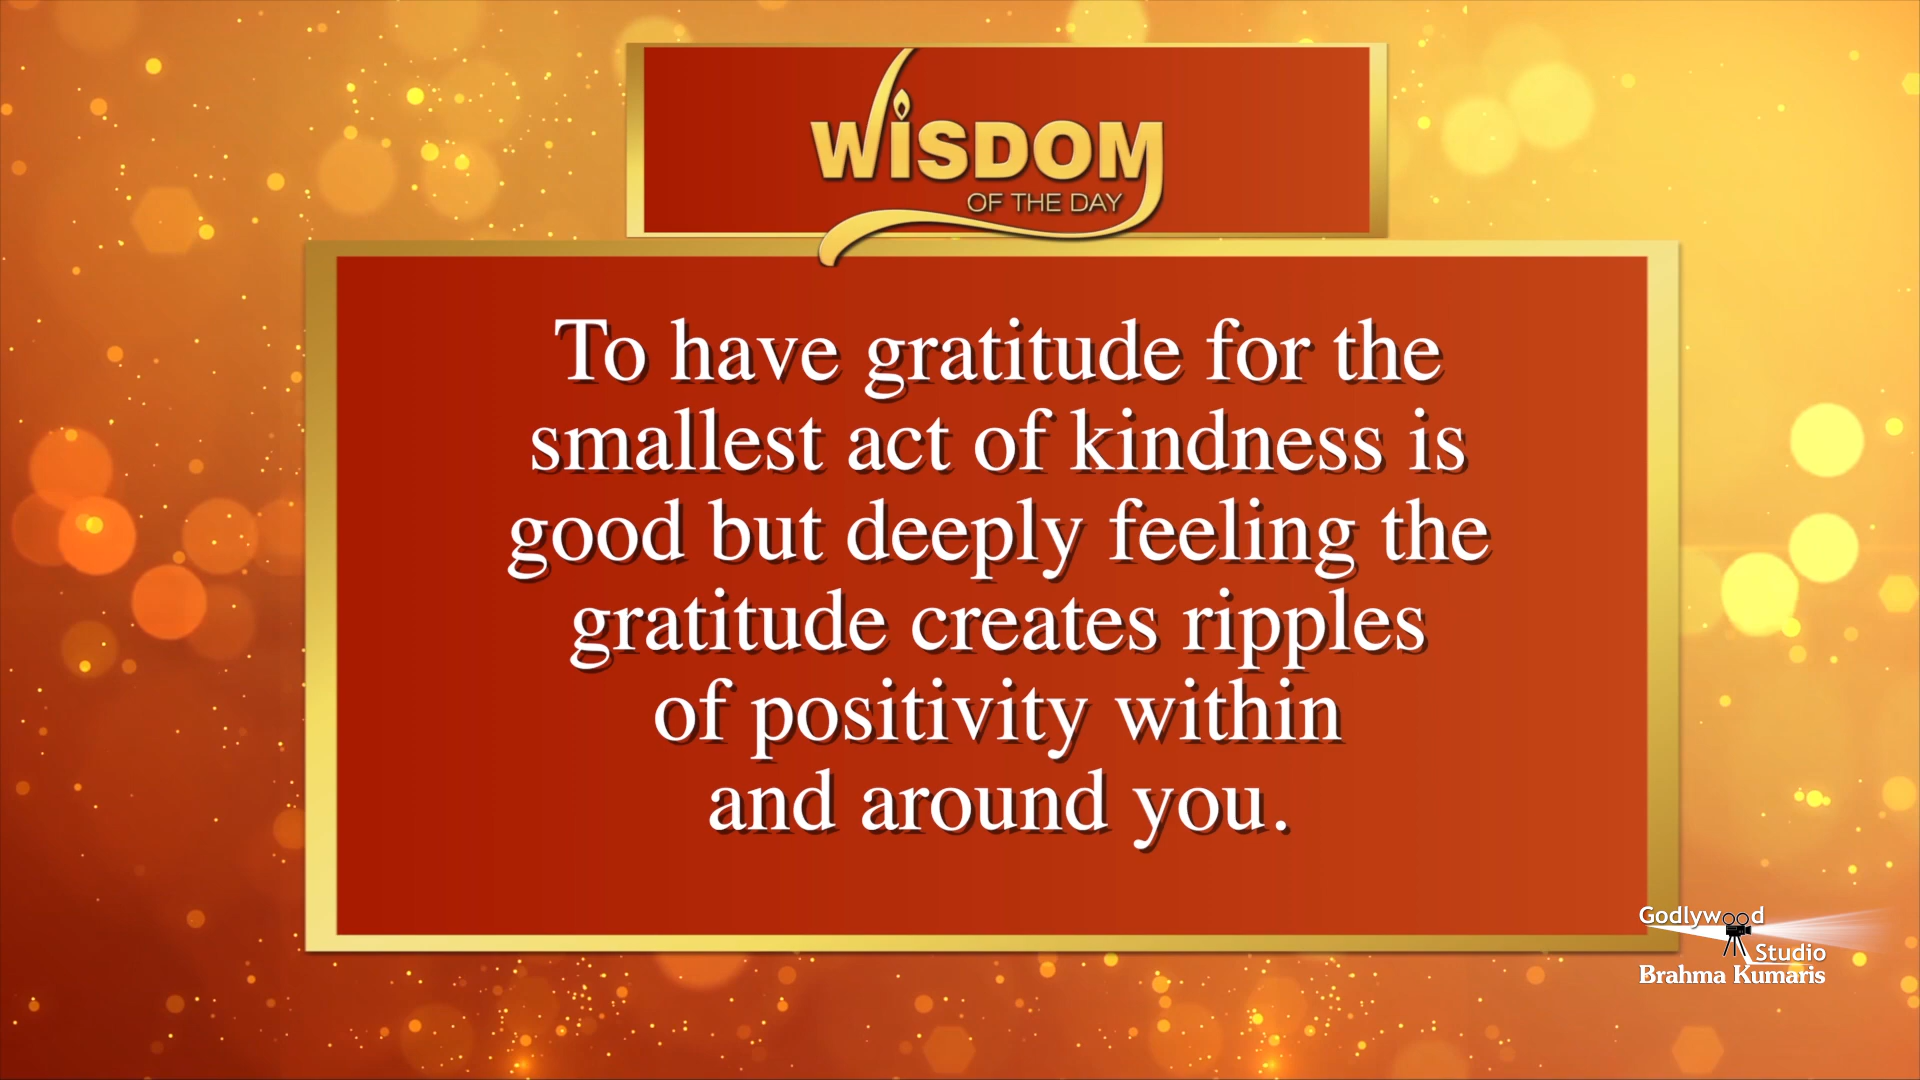 WISDOM
OF THE DAY
To have gratitude for the
smallest act of kindness is
good but deeply feeling the
gratitude creates ripples
of positivity within
and around you.
Godlywood
Studio
Brahma Kumaris